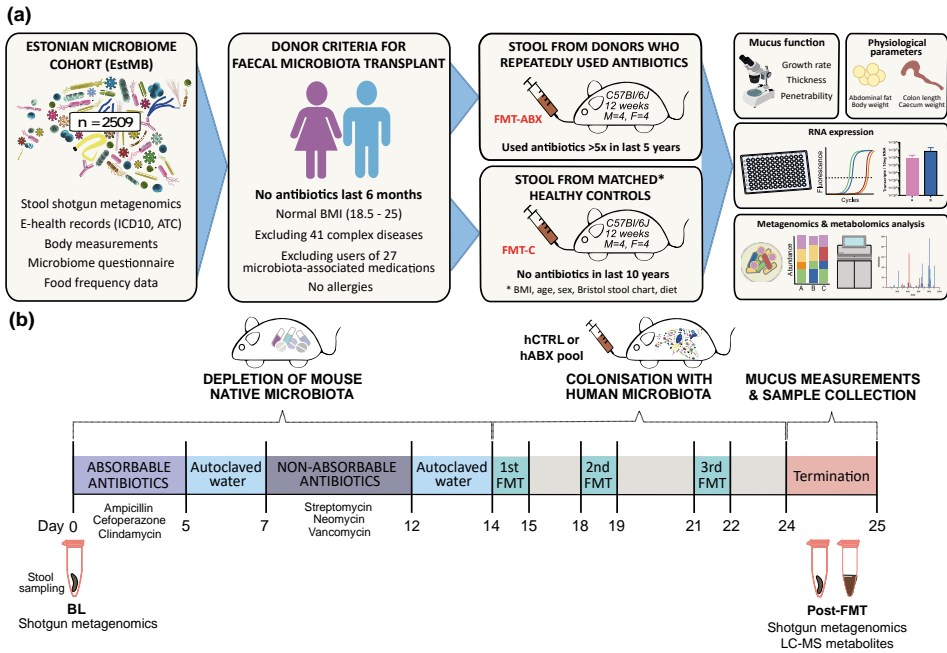 (a)
ESTONIAN MICROBIOME
COHORT (EstMB)
n = 2509
Stool shotgun metagenomics
E-health records (ICD10, ATC)
Body measurements
Microbiome questionnaire
Food frequency data
DONOR CRITERIA FOR
FAECAL MICROBIOTA TRANSPLANT
No antibiotics last 6 months
Normal BMI (18.5 - 25)
Excluding 41 complex diseases
Excluding users of 27
microbiota-associated medications
No allergies
STOOL FROM DONORS WHO
REPEATEDLY USED ANTIBIOTICS
C57Bl/6J
12 weeks
M=4, F=4
FMT-ABX
Used antibiotics >5x in last 5 years
STOOL FROM MATCHED*
HEALTHY CONTROLS
C57Bl/6J
12 weeks
M=4, F=4
FMT-C
No antibiotics in last 10 years
* BMI, age, sex, Bristol stool chart, diet
Mucus function
Growth rate
Thickness
Penetrability
Physiological
parameters
Abdominal fat
Body weight
Colon length
Caecum weight
RNA expression
Fluorescence
Cycles
Metagenomics & metabolomics analysis
Abundance
A B C
(b)
hCTRL or
hABX pool
DEPLETION OF MOUSE
NATIVE MICROBIOTA
COLONISATION WITH
HUMAN MICROBIOTA
MUCUS MEASUREMENTS
& SAMPLE COLLECTION
ABSORBABLE
ANTIBIOTICS
Autoclaved
water
NON-ABSORBABLE
ANTIBIOTICS
Autoclaved
water
1st
FMT
2nd
FMT
3rd
FMT
Termination
Ampicillin
Cefoperazone
Clindamycin
Streptomycin
Neomycin
Vancomycin
Day 0 5 7 12 14 15 18 19 21 22 24 25
Stool
sampling
BL
Shotgun metagenomics
Post-FMT
Shotgun metagenomics
LC-MS metabolites